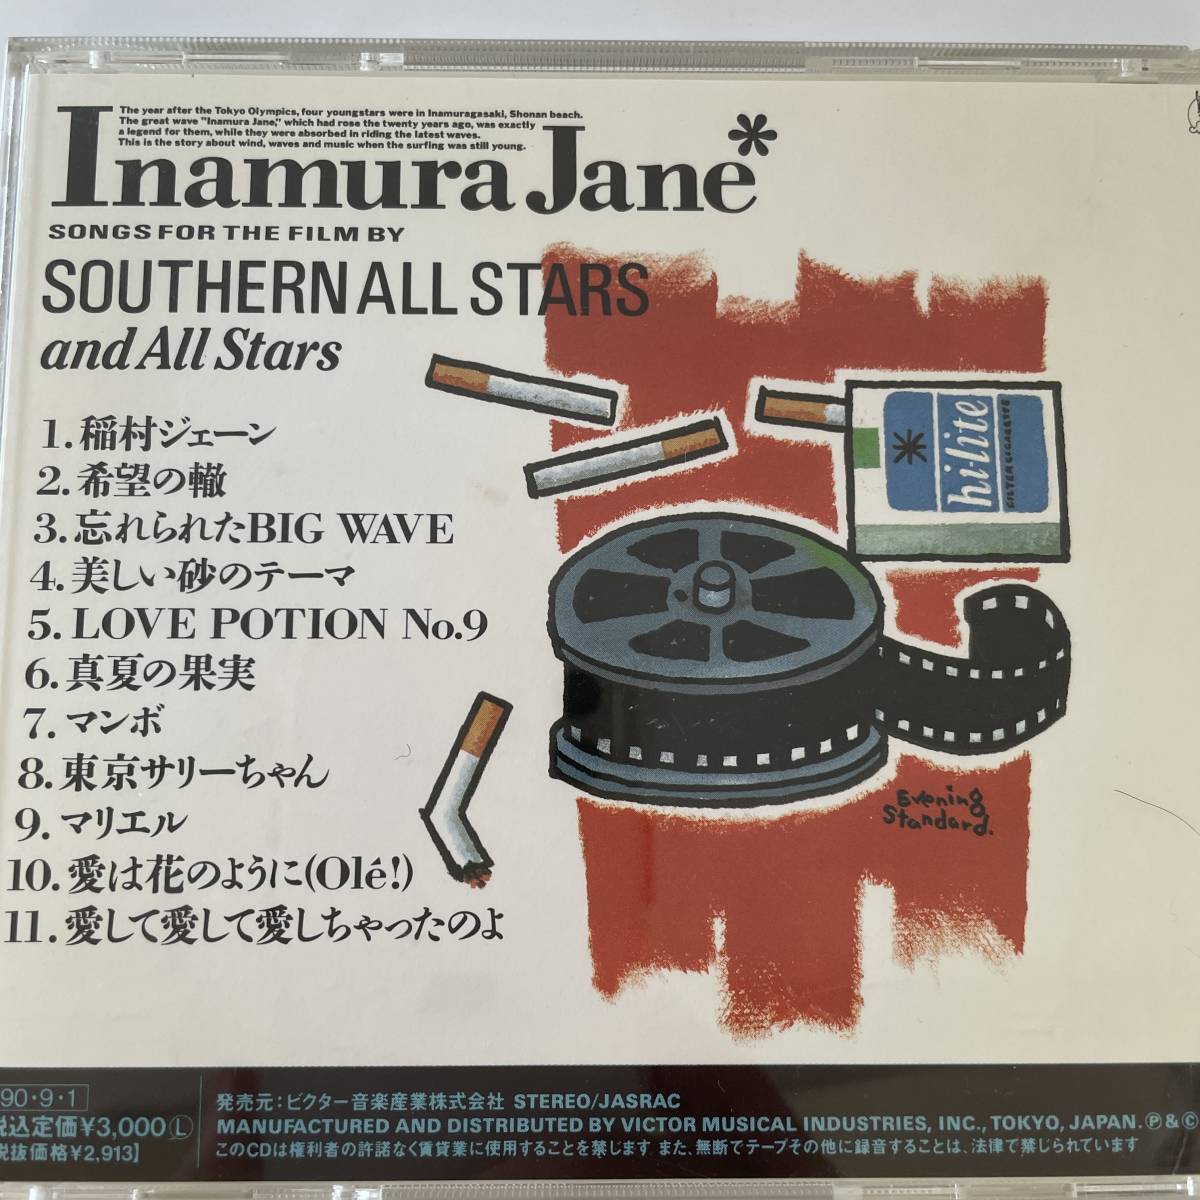 The year after the Tokyo Olympics, four youngstars were in Inamuragasaki, Shonan beach.
The great wave "Inamura Jane," which had rose the twenty years ago, was exactly
a legend for them, while they were absorbed in riding the latest waves.
This is the story about wind, waves and music when the surfing was still young.
Inamura Jane*
SONGS FOR THE FILM BY
SOUTHERN ALL STARS
and All Stars
1. 稲村ジェーン
2. 希望の轍
3. 忘れられたBIG WAVE
4. 美しい砂のテーマ
5. LOVE POTION No.9
6. 真夏の果実
7. マンボ
8. 東京サリーちゃん
9. マリエル
10. 愛は花のように(Olé!)
11. 愛して愛して愛しちゃったのよ
hi-lite
FILTER CIGARETTE
Evening
Standard.
90・9・1
税込定価¥3,000 Ⓛ
税抜価格¥2,913]
発売元：ビクター音楽産業株式会社 STEREO/JASRAC
MANUFACTURED AND DISTRIBUTED BY VICTOR MUSICAL INDUSTRIES, INC., TOKYO, JAPAN. Ⓟ&©
このCDは権利者の許諾なく賃貸業に使用することを禁じます また、無断でテープその他に録音することは、法律で禁じられています